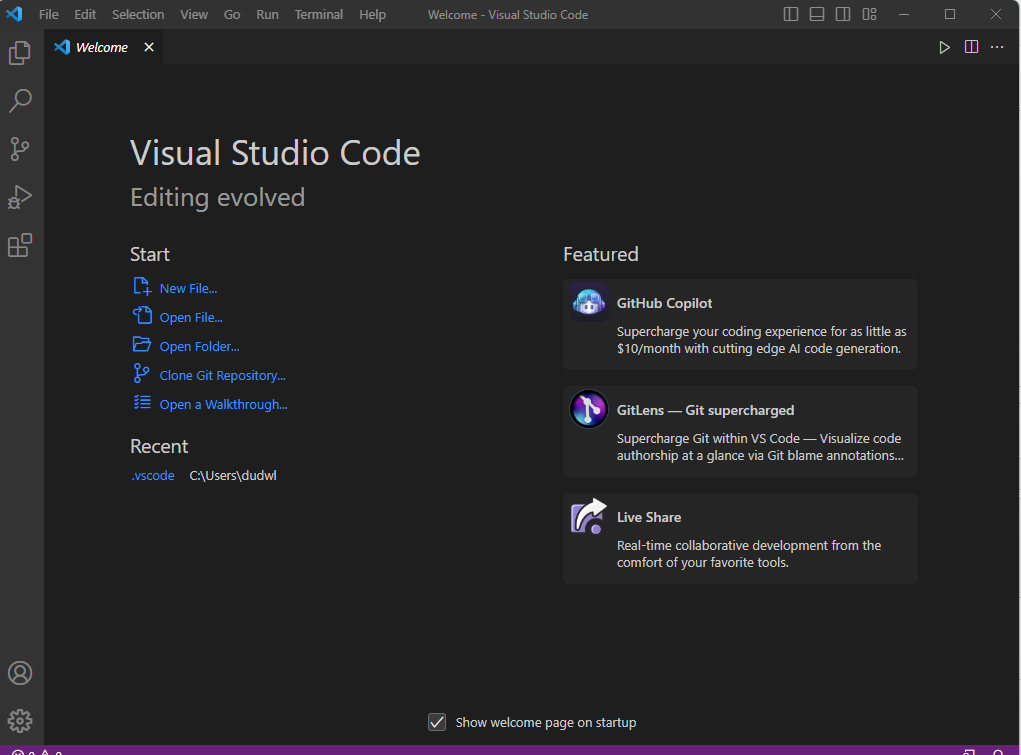 File Edit Selection View Go Run Terminal Help Welcome - Visual Studio Code
Welcome
Visual Studio Code
Editing evolved
Start
New File...
Open File...
Open Folder...
Clone Git Repository...
Open a Walkthrough...
Recent
.vscode C:\Users\dudwl
Featured
GitHub Copilot
Supercharge your coding experience for as little as
$10/month with cutting edge AI code generation.
GitLens — Git supercharged
Supercharge Git within VS Code — Visualize code
authorship at a glance via Git blame annotations...
Live Share
Real-time collaborative development from the
comfort of your favorite tools.
Show welcome page on startup